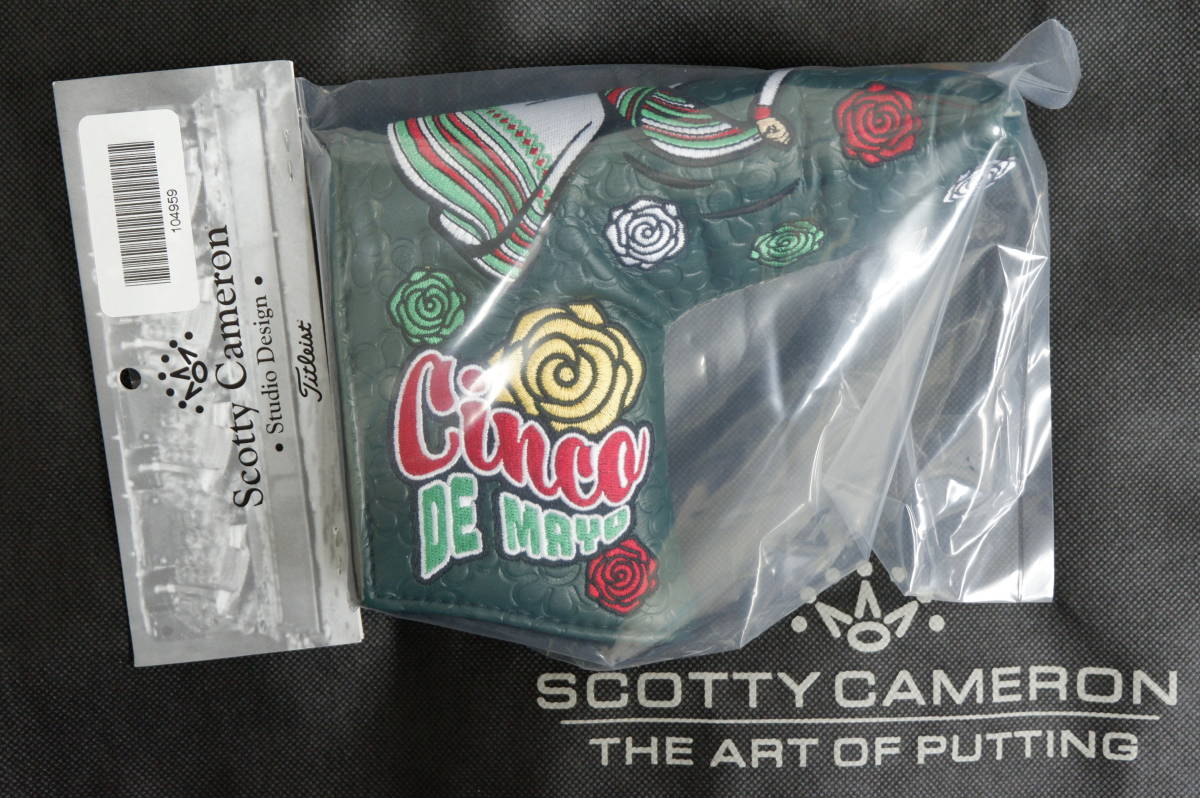 104959
Scotty Cameron
• Studio Design •
Titleist
Cinco
DE MAYO
SCOTTY CAMERON
THE ART OF PUTTING